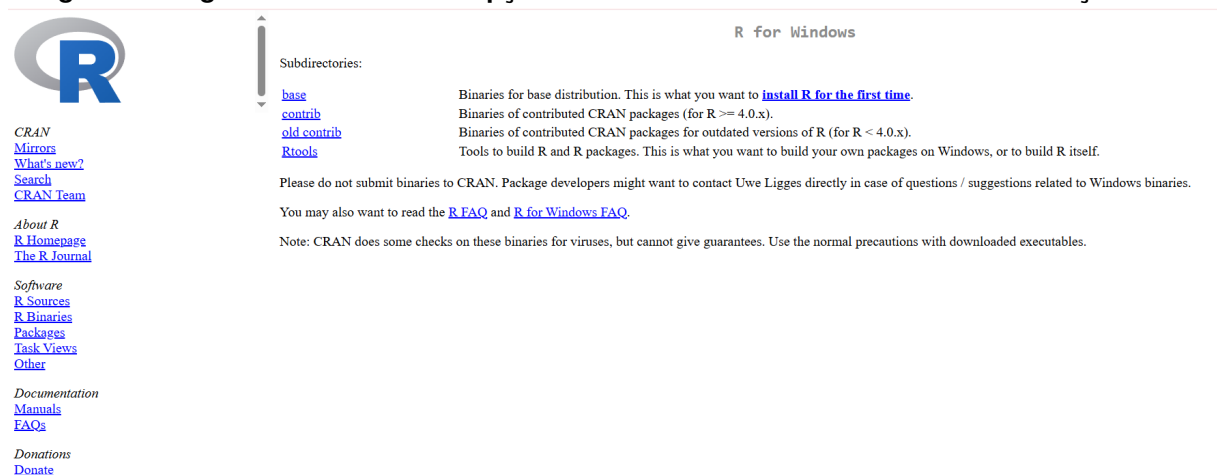 R
CRAN
Mirrors
What's new?
Search
CRAN Team
About R
R Homepage
The R Journal
Software
R Sources
R Binaries
Packages
Task Views
Other
Documentation
Manuals
FAQs
Donations
Donate
R for Windows
Subdirectories:
base Binaries for base distribution. This is what you want to install R for the first time.
contrib Binaries of contributed CRAN packages (for R >= 4.0.x).
old contrib Binaries of contributed CRAN packages for outdated versions of R (for R < 4.0.x).
Rtools Tools to build R and R packages. This is what you want to build your own packages on Windows, or to build R itself.
Please do not submit binaries to CRAN. Package developers might want to contact Uwe Ligges directly in case of questions / suggestions related to Windows binaries.
You may also want to read the R FAQ and R for Windows FAQ.
Note: CRAN does some checks on these binaries for viruses, but cannot give guarantees. Use the normal precautions with downloaded executables.